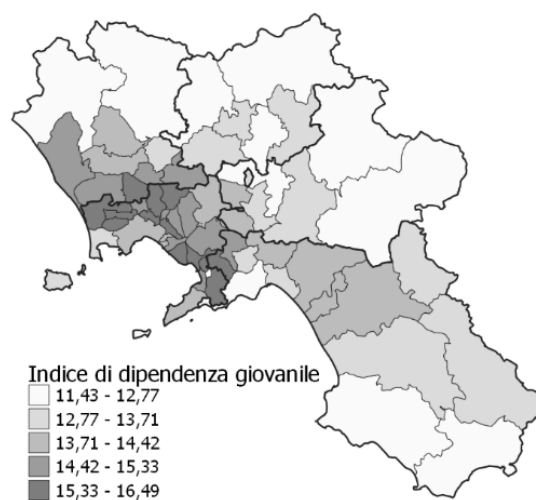 Indice di dipendenza giovanile
11,43 - 12,77
12,77 - 13,71
13,71 - 14,42
14,42 - 15,33
15,33 - 16,49